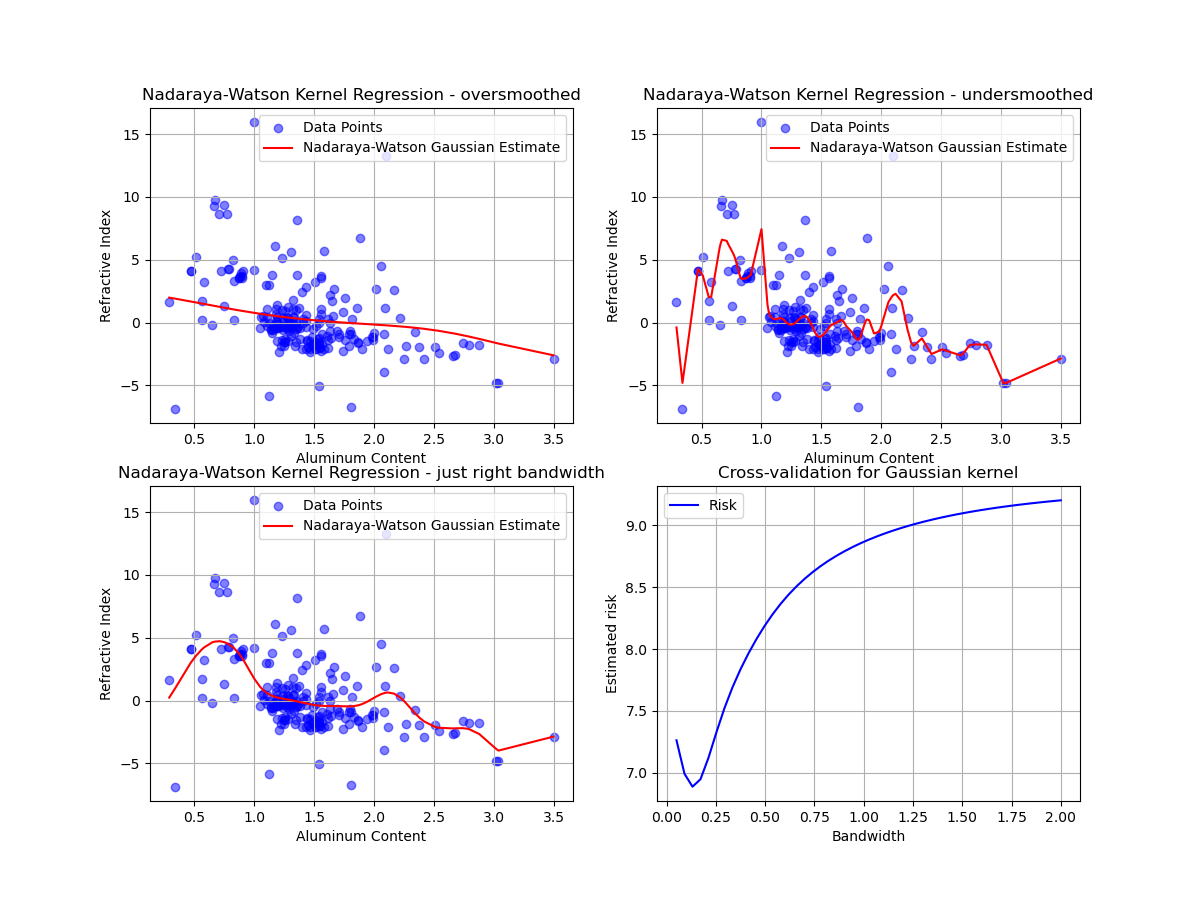 Nadaraya-Watson Kernel Regression - oversmoothed
Data Points
Nadaraya-Watson Gaussian Estimate
Refractive Index
15
10
5
0
−5
0.5 1.0 1.5 2.0 2.5 3.0 3.5
Aluminum Content
Nadaraya-Watson Kernel Regression - undersmoothed
Data Points
Nadaraya-Watson Gaussian Estimate
Refractive Index
15
10
5
0
−5
0.5 1.0 1.5 2.0 2.5 3.0 3.5
Aluminum Content
Nadaraya-Watson Kernel Regression - just right bandwidth
Data Points
Nadaraya-Watson Gaussian Estimate
Refractive Index
15
10
5
0
−5
0.5 1.0 1.5 2.0 2.5 3.0 3.5
Aluminum Content
Cross-validation for Gaussian kernel
Risk
Estimated risk
9.0
8.5
8.0
7.5
7.0
0.00 0.25 0.50 0.75 1.00 1.25 1.50 1.75 2.00
Bandwidth